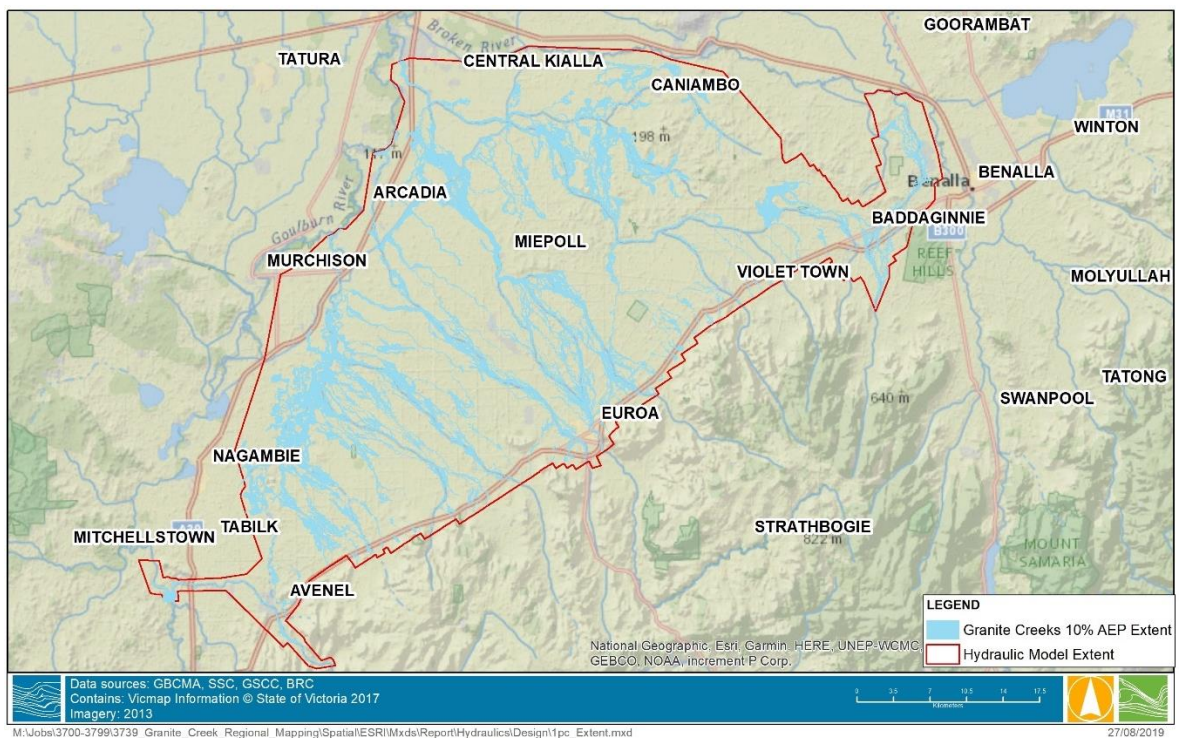 GOORAMBAT
Broken River
TATURA
CENTRAL KIALLA
CANIAMBO
M31
WINTON
198 m
BENALLA
Benalla
ARCADIA
BADDAGINNIE
B300
Goulburn River
MIEPOLL
REEF
HILLS
MURCHISON
VIOLET TOWN
MOLYULLAH
TATONG
640 m
SWANPOOL
EUROA
NAGAMBIE
TABILK
MITCHELLSTOWN
STRATHBOGIE
822 m
MOUNT
SAMARIA
AVENEL
LEGEND
Granite Creeks 10% AEP Extent
Hydraulic Model Extent
National Geographic, Esri, Garmin, HERE, UNEP-WCMC,
GEBCO, NOAA, increment P Corp.
Data sources: GBCMA, SSC, GSCC, BRC
Contains: Vicmap Information © State of Victoria 2017
Imagery: 2013
0 3.5 7 10.5 14 17.5
Kilometers
M:\Jobs\3700-3799\3739_Granite_Creek_Regional_Mapping\Spatial\ESRI\Mxds\Report\Hydraulics\Design\1pc_Extent.mxd
27/08/2019